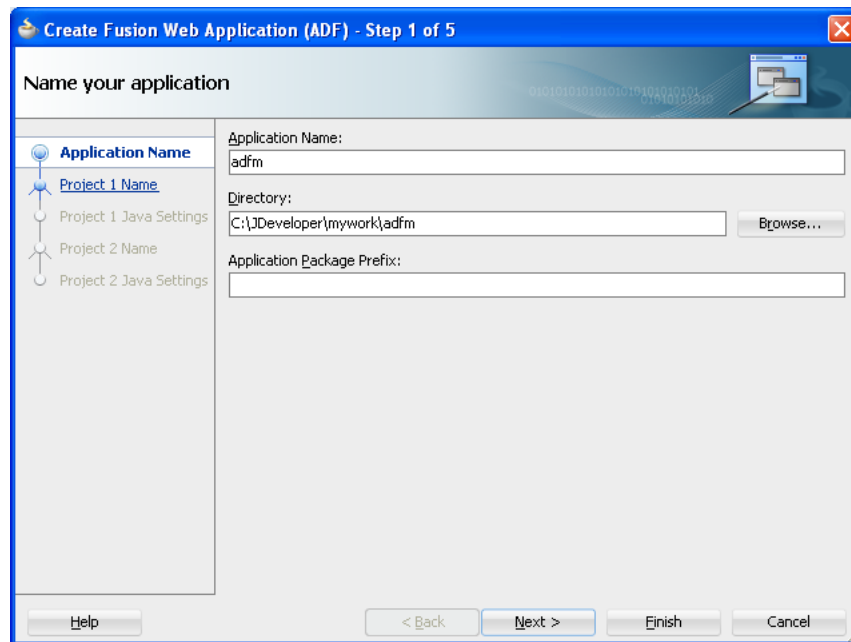 Create Fusion Web Application (ADF) - Step 1 of 5
Name your application
Application Name
Project 1 Name
Project 1 Java Settings
Project 2 Name
Project 2 Java Settings
Application Name:
adfm
Directory:
C:\JDeveloper\mywork\adfm
Browse...
Application Package Prefix:
Help
< Back
Next >
Finish
Cancel